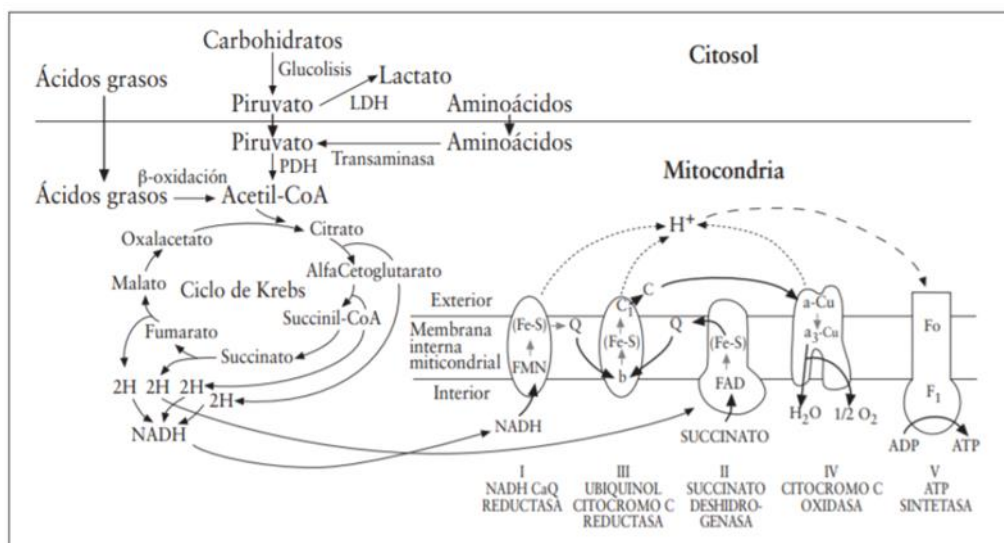 Carbohidratos
Citosol
Glucolisis
Lactato
Ácidos grasos
LDH
Piruvato
Aminoácidos
Piruvato
Aminoácidos
Transaminasa
PDH
Mitocondria
β-oxidación
Ácidos grasos
Acetil-CoA
Citrato
H+
Oxalacetato
AlfaCetoglutarato
Malato
Ciclo de Krebs
Succinil-CoA
Fumarato
Succinato
2H
2H
2H
2H
NADH
Exterior
Membrana
interna
miticondrial
Interior
(Fe-S)
FMN
NADH
Q
C1
C
(Fe-S)
b
Q
(Fe-S)
FAD
SUCCINATO
a-Cu
a3-Cu
H2O
1/2 O2
Fo
F1
ADP
ATP
I
NADH CaQ
REDUCTASA
III
UBIQUINOL
CITOCROMO C
REDUCTASA
II
SUCCINATO
DESHIDRO-
GENASA
IV
CITOCROMO C
OXIDASA
V
ATP
SINTETASA